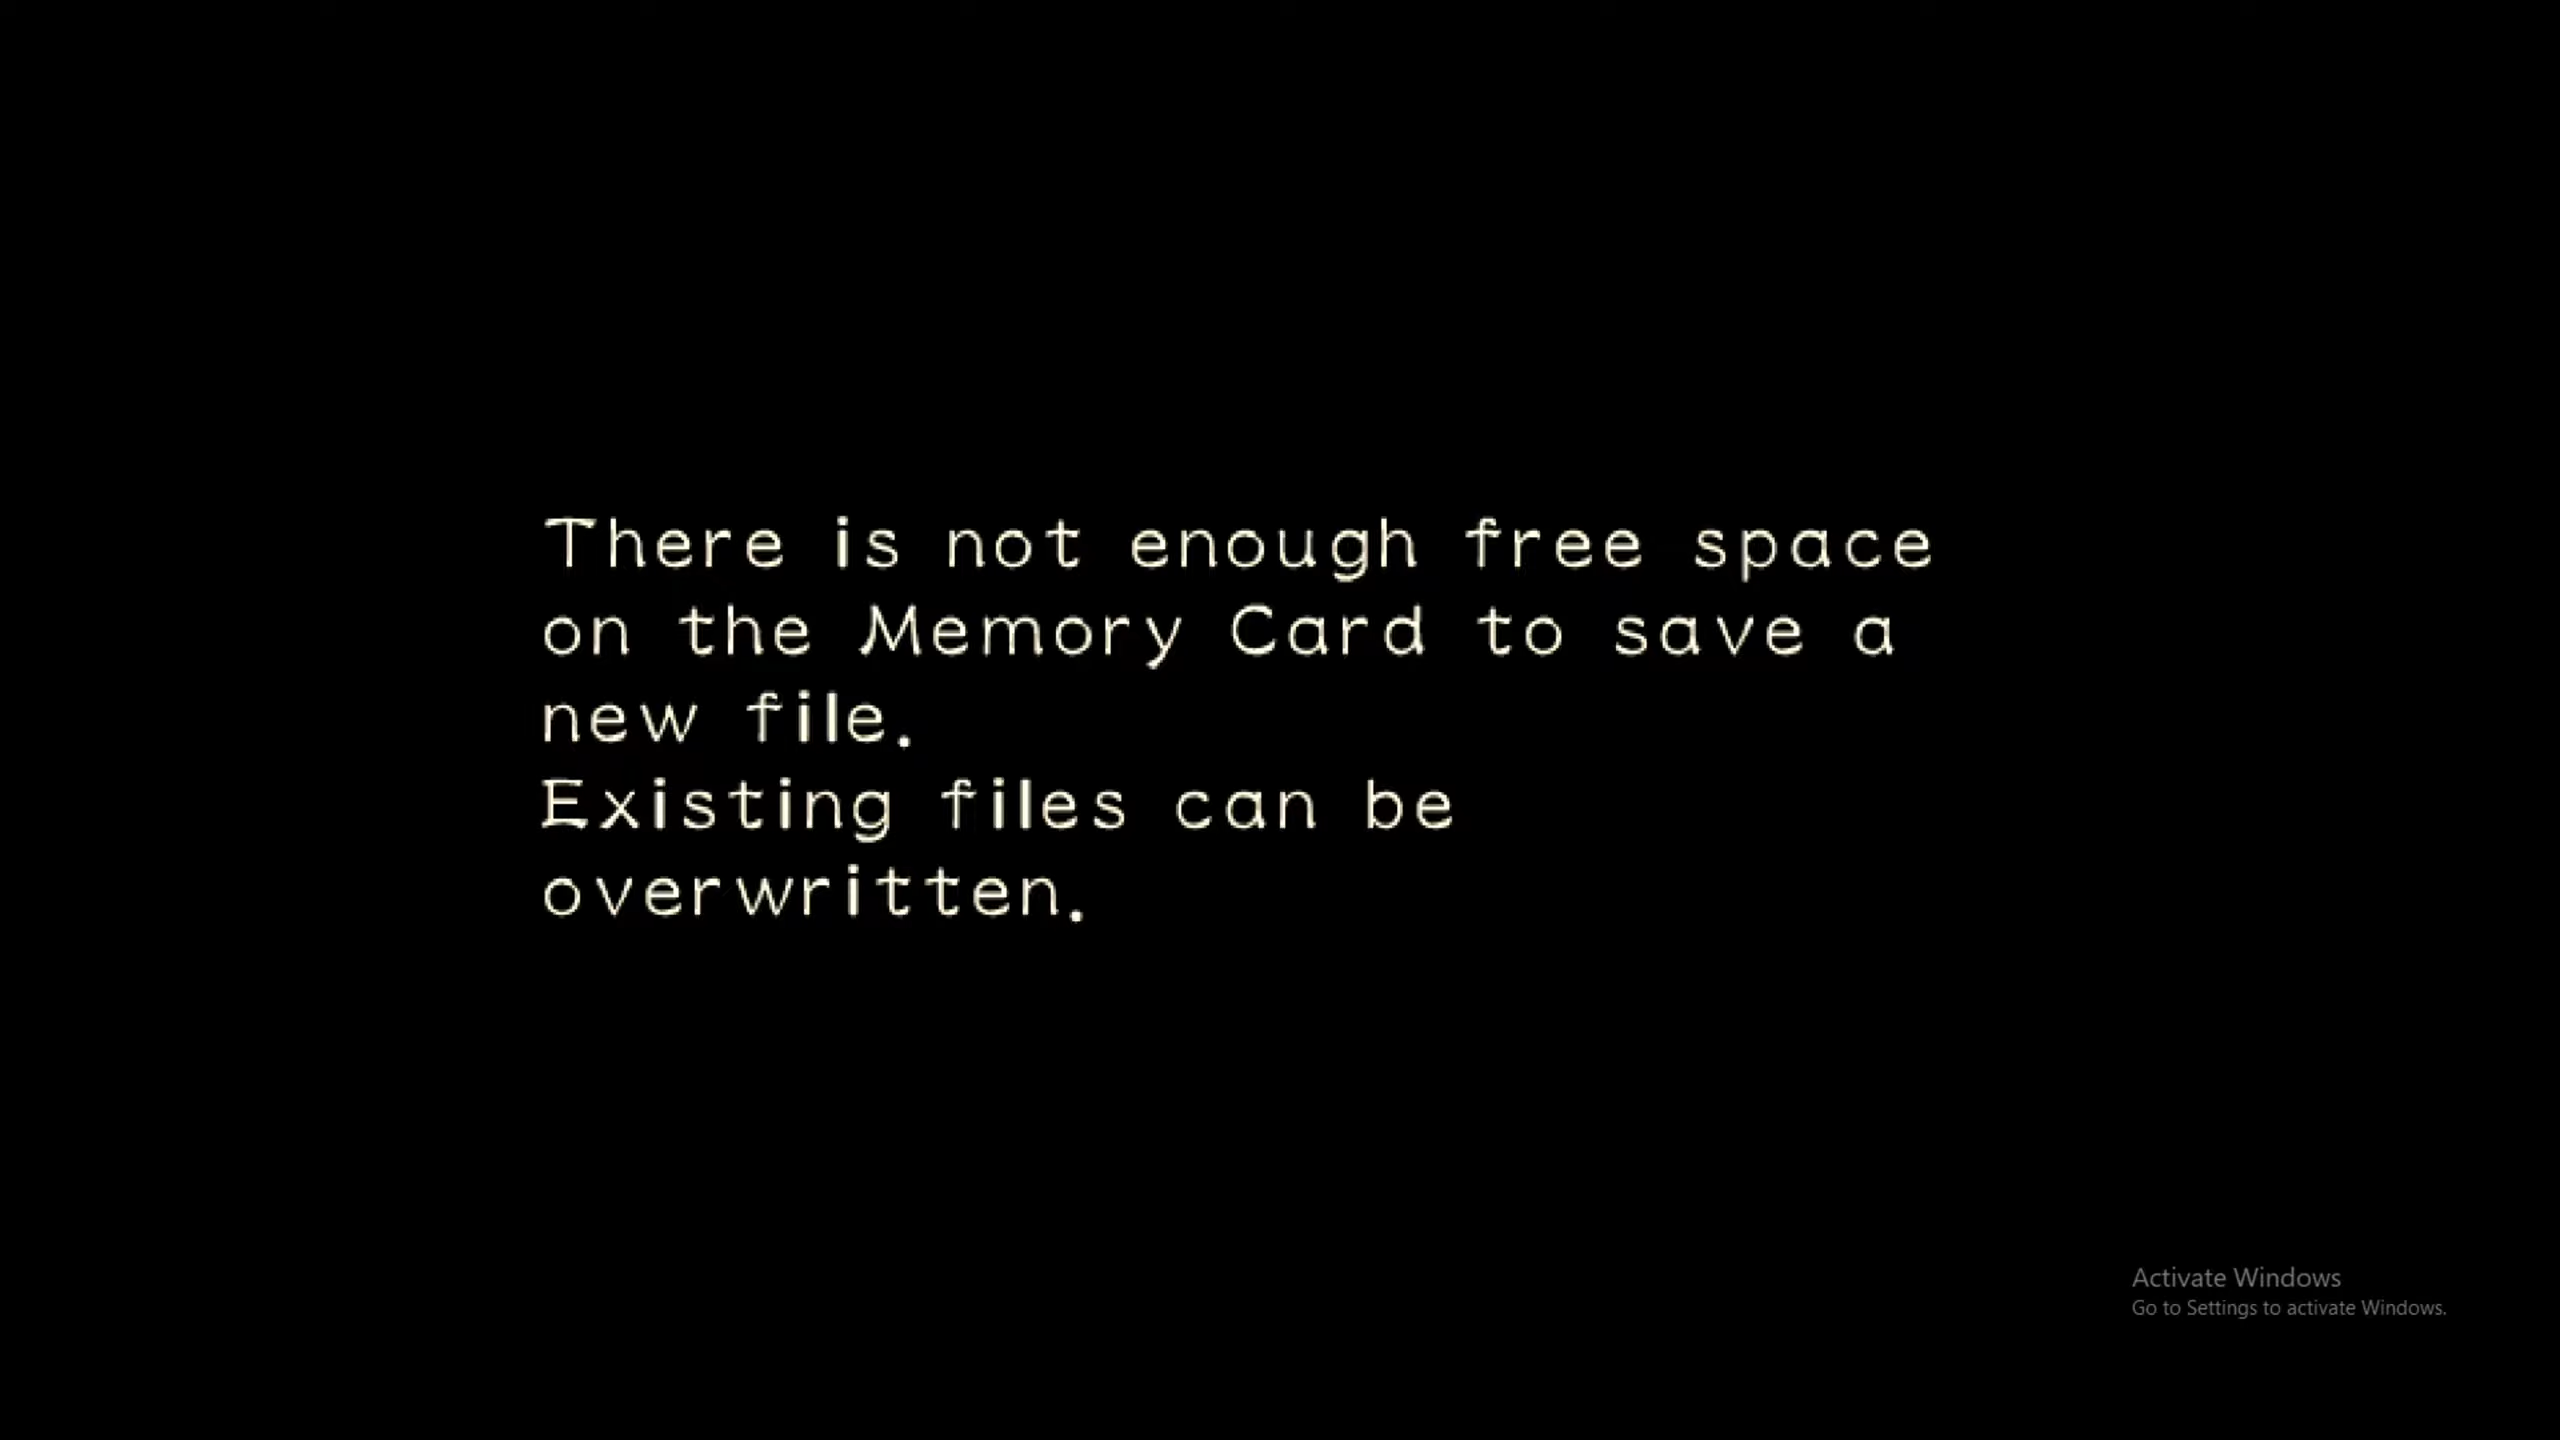 There is not enough free space
on the Memory Card to save a
new file.
Existing files can be
overwritten.
Activate Windows
Go to Settings to activate Windows.